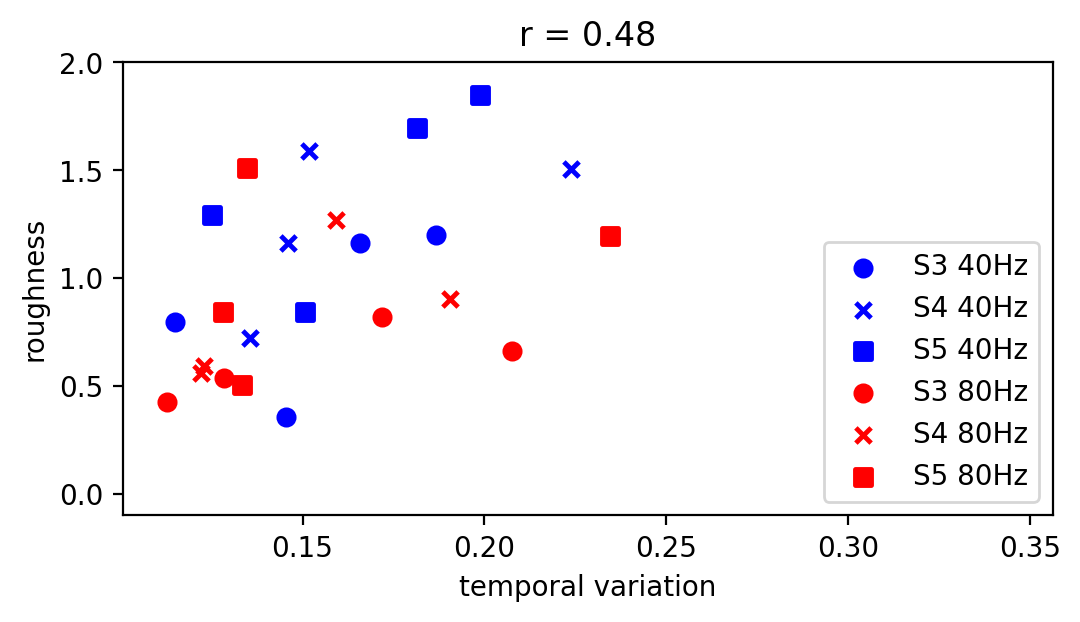 r = 0.48
2.0
1.5
1.0
0.5
0.0
roughness
S3 40Hz
S4 40Hz
S5 40Hz
S3 80Hz
S4 80Hz
S5 80Hz
0.15 0.20 0.25 0.30 0.35
temporal variation